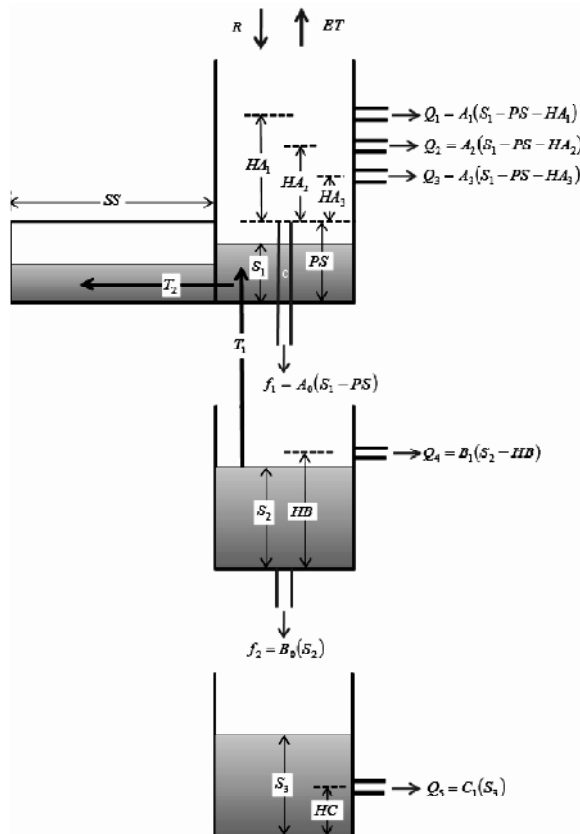 R ET
Q₁ = A₁(S₁ − PS − HA₁)
Q₂ = A₂(S₁ − PS − HA₂)
Q₃ = A₃(S₁ − PS − HA₃)
HA₁
HA₂
HA₃
SS
S₁
C
PS
T₂
T₁
f₁ = A₀(S₁ − PS)
Q₄ = B₁(S₂ − HB)
S₂
HB
f₂ = B₀(S₂)
S₃
HC
Q₅ = C₁(S₃)